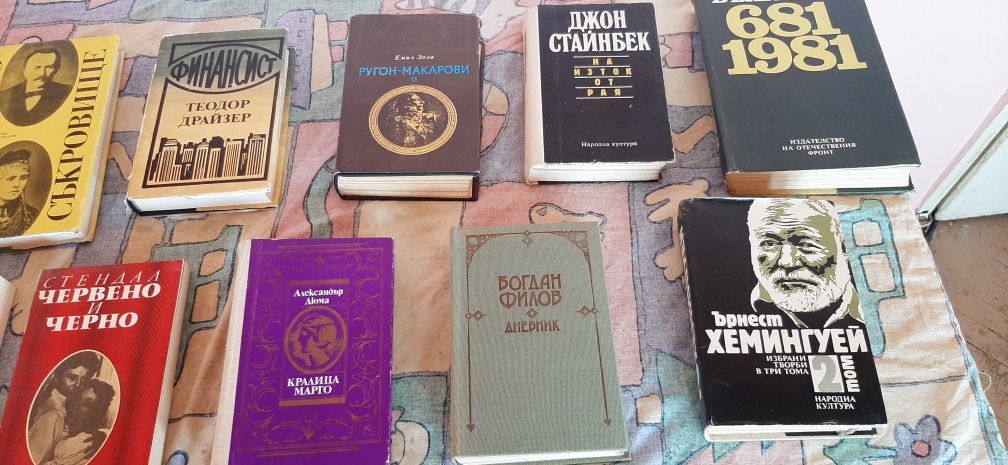 СЪКРОВИЩЕ
ФИНАНСИСТ
ТЕОДОР
ДРАЙЗЕР
Емил Зола
РУГОН-МАКАРОВИ
II
ДЖОН
СТАЙНБЕК
НА
ИЗТОК
ОТ
РАЯ
Народна култура
681
1981
ИЗДАТЕЛСТВО
НА ОТЕЧЕСТВЕНИЯ
ФРОНТ
СТЕНДАЛ
ЧЕРВЕНО
И
ЧЕРНО
Александър
Дюма
КРАЛИЦА
МАРГО
БОГДАН
ФИЛОВ
ДНЕВНИК
Ърнест
ХЕМИНГУЕЙ
ИЗБРАНИ
ТВОРБИ
В ТРИ ТОМА
2 ТОМ
НАРОДНА
КУЛТУРА